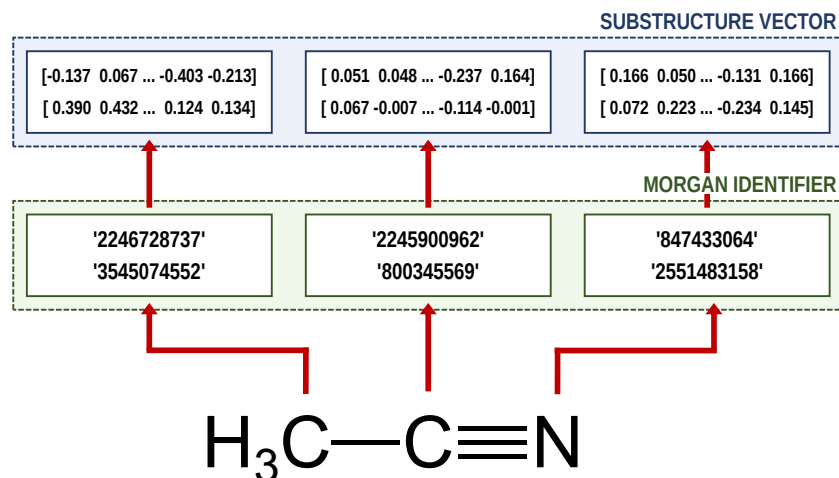 SUBSTRUCTURE VECTOR
[-0.137 0.067 ... -0.403 -0.213]
[ 0.390 0.432 ... 0.124 0.134]
[ 0.051 0.048 ... -0.237 0.164]
[ 0.067 -0.007 ... -0.114 -0.001]
[ 0.166 0.050 ... -0.131 0.166]
[ 0.072 0.223 ... -0.234 0.145]
MORGAN IDENTIFIER
'2246728737'
'3545074552'
'2245900962'
'800345569'
'847433064'
'2551483158'
H₃C—C≡N